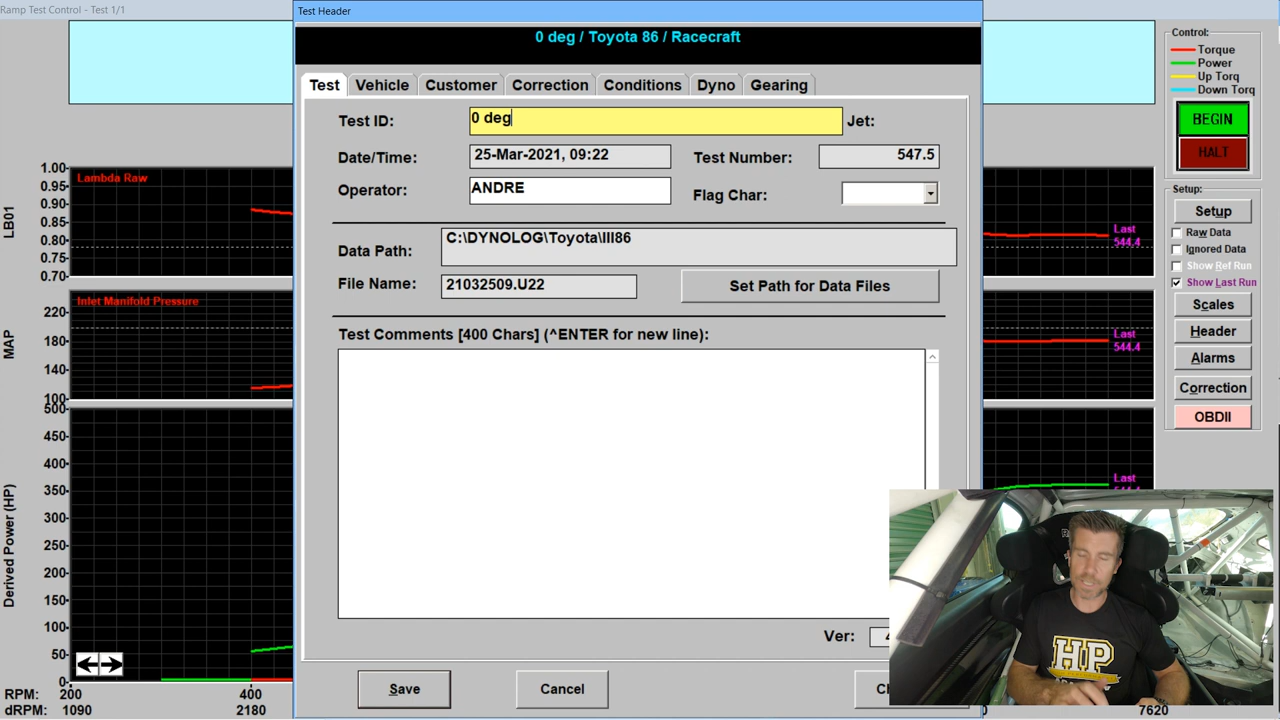 Ramp Test Control - Test 1/1
Test Header
0 deg / Toyota 86 / Racecraft
Test Vehicle Customer Correction Conditions Dyno Gearing
Test ID: 0 deg Jet:
Date/Time: 25-Mar-2021, 09:22 Test Number: 547.5
Operator: ANDRE Flag Char:
Data Path: C:\DYNOLOG\Toyota\III86
File Name: 21032509.U22 Set Path for Data Files
Test Comments [400 Chars] (^ENTER for new line):
Ver:
Save Cancel
Control:
Torque
Power
Up Torq
Down Torq
BEGIN
HALT
Setup:
Setup
Raw Data
Ignored Data
Show Ref Run
Show Last Run
Scales
Header
Alarms
Correction
OBDII
LB01
1.00
0.95
0.90
0.85
0.80
0.75
0.70
Lambda Raw
Last
544.4
MAP
220
180
140
100
Inlet Manifold Pressure
Last
544.4
Derived Power (HP)
500
450
400
350
300
250
200
150
100
50
0
Last
RPM: 200 400
dRPM: 1090 2180 7620
HP